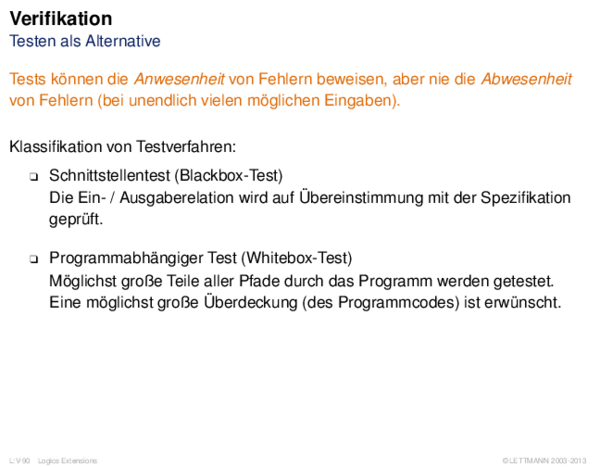 Verifikation
Testen als Alternative
Tests können die Anwesenheit von Fehlern beweisen, aber nie die Abwesenheit
von Fehlern (bei unendlich vielen möglichen Eingaben).
Klassifikation von Testverfahren:
❑ Schnittstellentest (Blackbox-Test)
Die Ein- / Ausgaberelation wird auf Übereinstimmung mit der Spezifikation
geprüft.
❑ Programmabhängiger Test (Whitebox-Test)
Möglichst große Teile aller Pfade durch das Programm werden getestet.
Eine möglichst große Überdeckung (des Programmcodes) ist erwünscht.
L:V-90 Logics Extensions ©LETTMANN 2003-2013